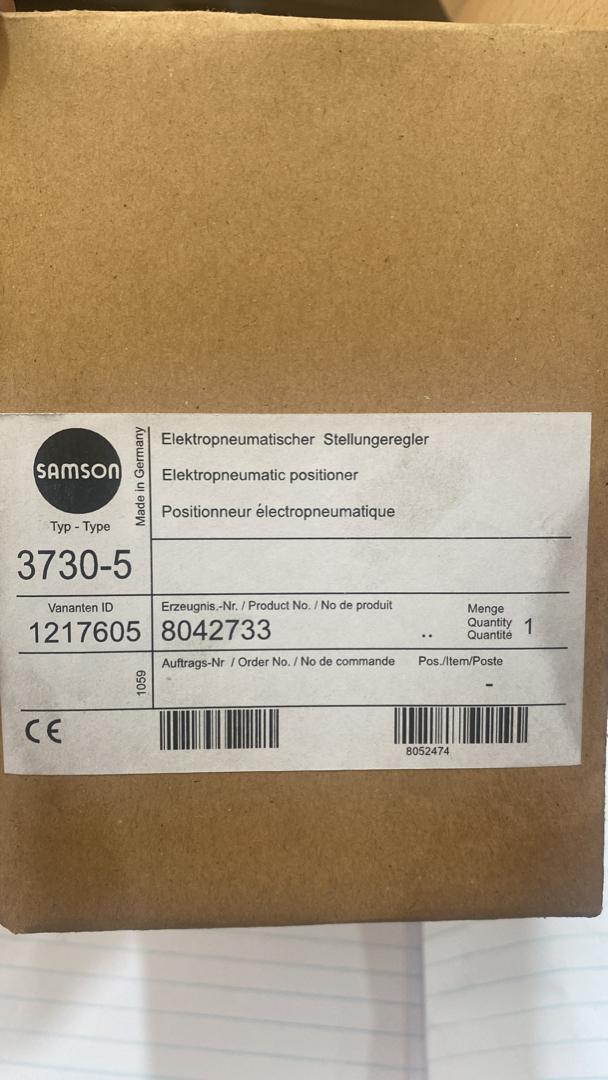 SAMSON
Made in Germany
Elektropneumatischer Stellungeregler
Elektropneumatic positioner
Positionneur électropneumatique
Typ - Type
3730-5
Vananten ID
1217605
Erzeugnis.-Nr. / Product No. / No de produit
8042733
..
Menge
Quantity
Quantité
1
1059
Auftrags-Nr / Order No. / No de commande
-
Pos./Item/Poste
-
CE
8052474